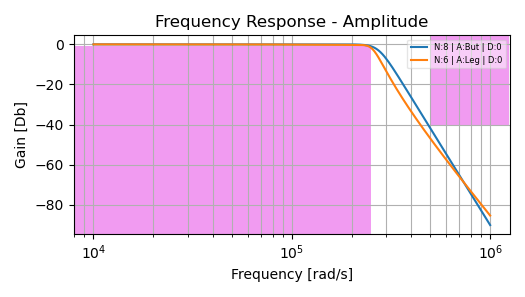 Frequency Response - Amplitude
Gain [Db]
0
−20
−40
−60
−80
N:8 | A:But | D:0
N:6 | A:Leg | D:0
10^4
10^5
10^6
Frequency [rad/s]